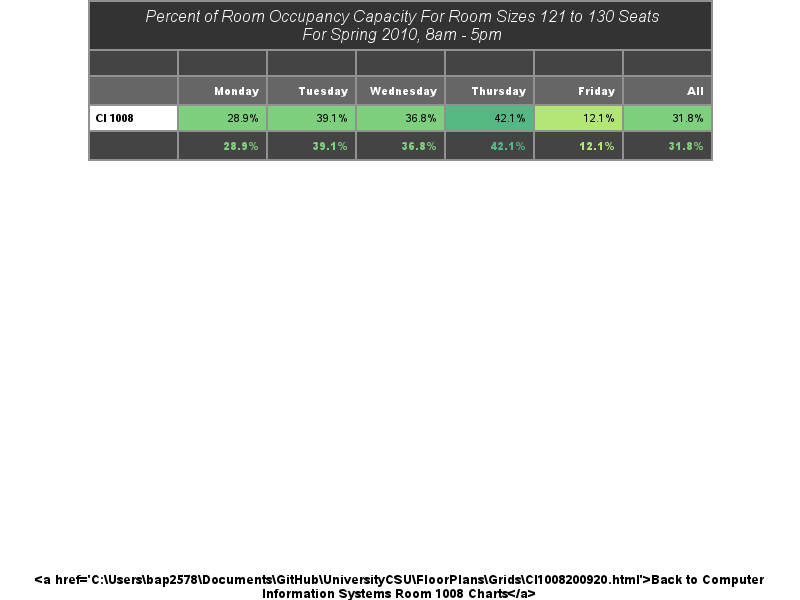 Percent of Room Occupancy Capacity For Room Sizes 121 to 130 Seats
For Spring 2010, 8am - 5pm
Monday Tuesday Wednesday Thursday Friday All
CI 1008 28.9% 39.1% 36.8% 42.1% 12.1% 31.8%
28.9% 39.1% 36.8% 42.1% 12.1% 31.8%
<a href='C:\Users\bap2578\Documents\GitHub\UniversityCSU\FloorPlans\Grids\CI1008200920.html'>Back to Computer
Information Systems Room 1008 Charts</a>